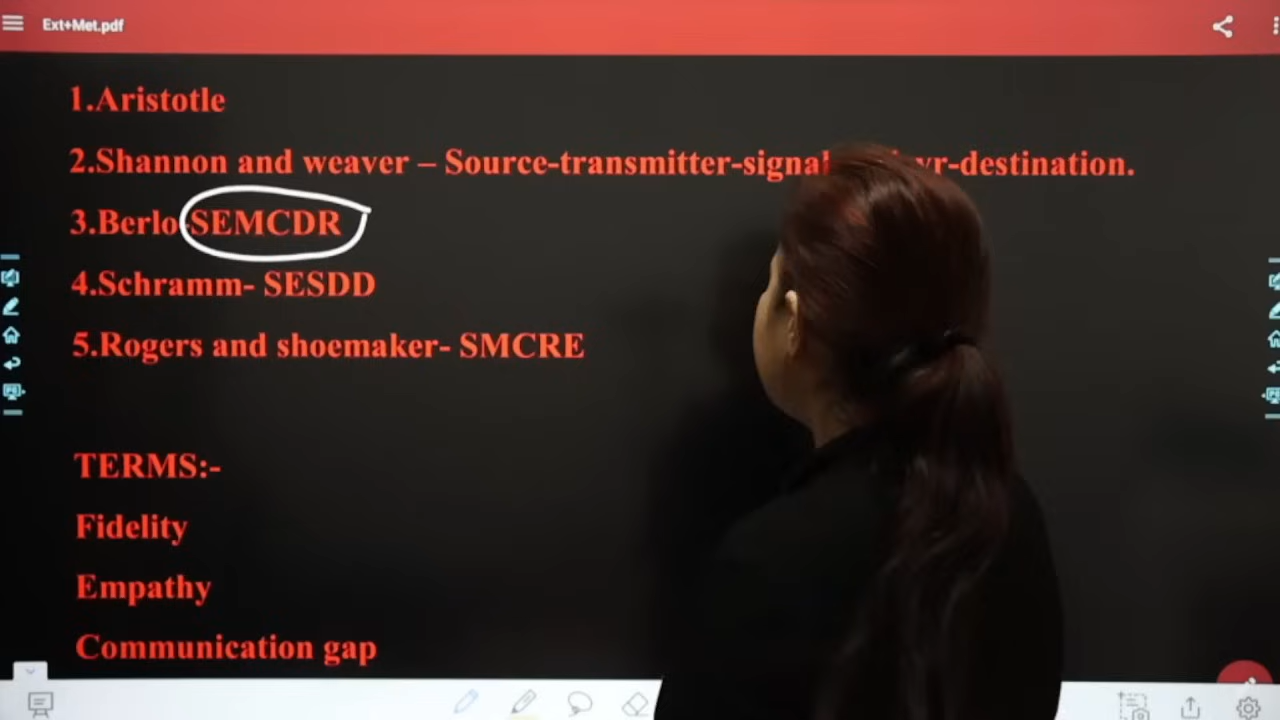 Ext+Met.pdf
1.Aristotle
2.Shannon and weaver – Source-transmitter-signal
-destination.
3.Berlo-SEMCDR
4.Schramm- SESDD
5.Rogers and shoemaker- SMCRE
TERMS:-
Fidelity
Empathy
Communication gap